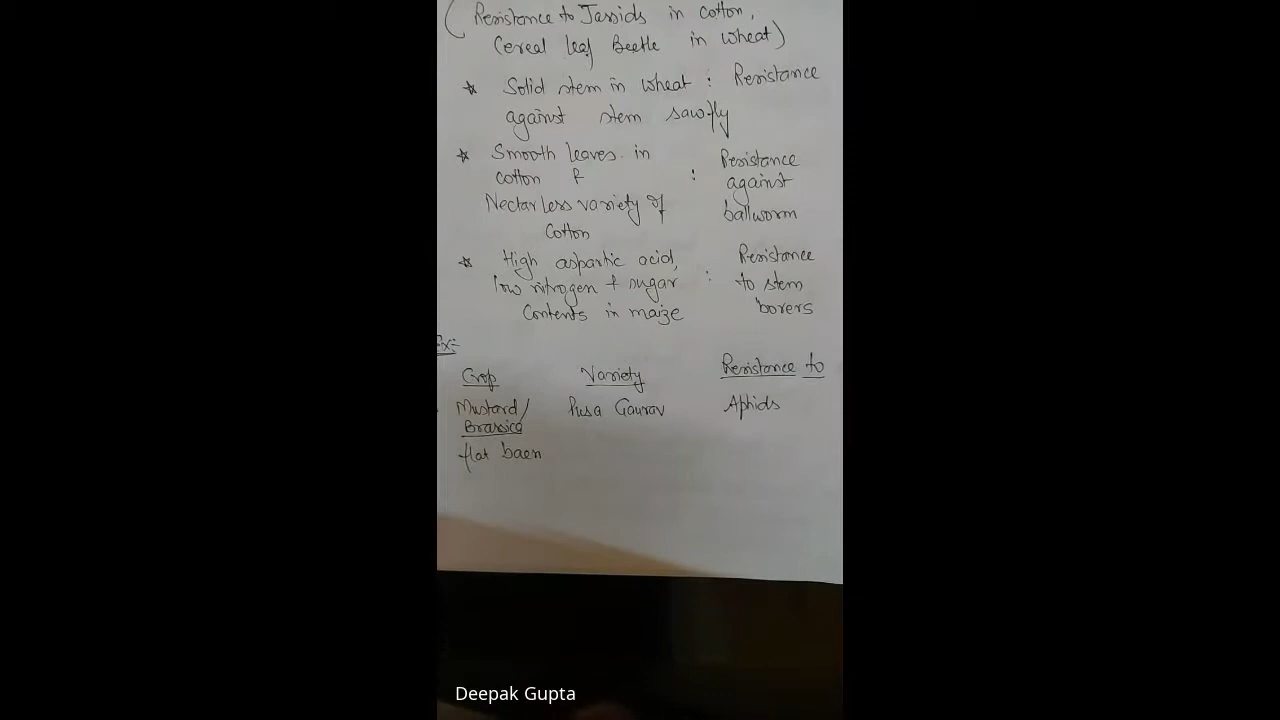 (Resistance to Jassids in cotton,
Cereal leaf Beetle in wheat)
* Solid stem in wheat : Resistance
against stem sawfly
* Smooth leaves in
cotton & : Resistance
against
Nectarless variety of ballworm
Cotton
* High aspartic acid, Resistance
low nitrogen + sugar : to stem
Contents in maize borers
Ex:-
Crop Variety Resistance to
Mustard/ Pusa Gaurav Aphids
Brassica
flat baen
Deepak Gupta